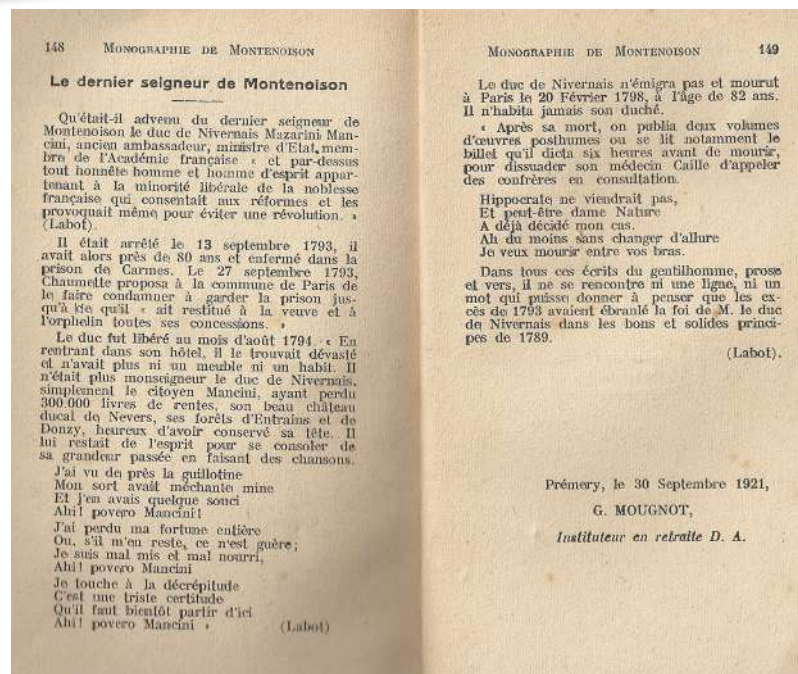 148 MONOGRAPHIE DE MONTENOISON
Le dernier seigneur de Montenoison
Qu'était-il advenu du dernier seigneur de
Montenoison le duc de Nivernais Mazarini Man-
cini, ancien ambassadeur, ministre d'Etat, mem-
bre de l'Académie française « et par-dessus
tout honnête homme et homme d'esprit appar-
tenant à la minorité libérale de la noblesse
française qui consentait aux réformes et les
provoquait même pour éviter une révolution. »
(Labot).
Il était arrêté le 13 septembre 1793, il
avait alors près de 80 ans et enfermé dans la
prison de Carmes. Le 27 septembre 1793,
Chaumette proposa à la commune de Paris de
le faire condamner à garder la prison jus-
qu'à ce qu'il « ait restitué à la veuve et à
l'orphelin toutes ses concessions. »
Le duc fut libéré au mois d'août 1794. « En
rentrant dans son hôtel, il le trouvait dévasté
et n'avait plus ni un meuble ni un habit. Il
n'était plus monseigneur le duc de Nivernais,
simplement le citoyen Mancini, ayant perdu
300.000 livres de rentes, son beau château
ducal de Nevers, ses forêts d'Entrains et de
Donzy, heureux d'avoir conservé sa tête. Il
lui restait de l'esprit pour se consoler de
sa grandeur passée en faisant des chansons.
J'ai vu de près la guillotine
Mon sort avait méchante mine
Et j'en avais quelque souci
Ahi! povero Mancini!
J'ai perdu ma fortune entière
Ou, s'il m'en reste, ce n'est guère;
Je suis mal mis et mal nourri,
Ahi! povero Mancini
Je touche à la décrépitude
C'est une triste certitude
Qu'il faut bientôt partir d'ici
Ahi! povero Mancini »
(Labot)
MONOGRAPHIE DE MONTENOISON 149
Le duc de Nivernais n'émigra pas et mourut
à Paris le 20 Février 1798, à l'âge de 82 ans.
Il n'habita jamais son duché.
« Après sa mort, on publia deux volumes
d'œuvres posthumes ou se lit notamment le
billet qu'il dicta six heures avant de mourir,
pour dissuader son médecin Caille d'appeler
des confrères en consultation.
Hippocrate ne viendrait pas,
Et peut-être dame Nature
A déjà décidé mon cas.
Ah du moins sans changer d'allure
Je veux mourir entre vos bras.
Dans tous ces écrits du gentilhomme, prose
et vers, il ne se rencontre ni une ligne, ni un
mot qui puisse donner à penser que les ex-
cès de 1793 avaient ébranlé la foi de M. le duc
de Nivernais dans les bons et solides princi-
pes de 1789.
(Labot).
Prémery, le 30 Septembre 1921,
G. MOUGNOT,
Instituteur en retraite D. A.